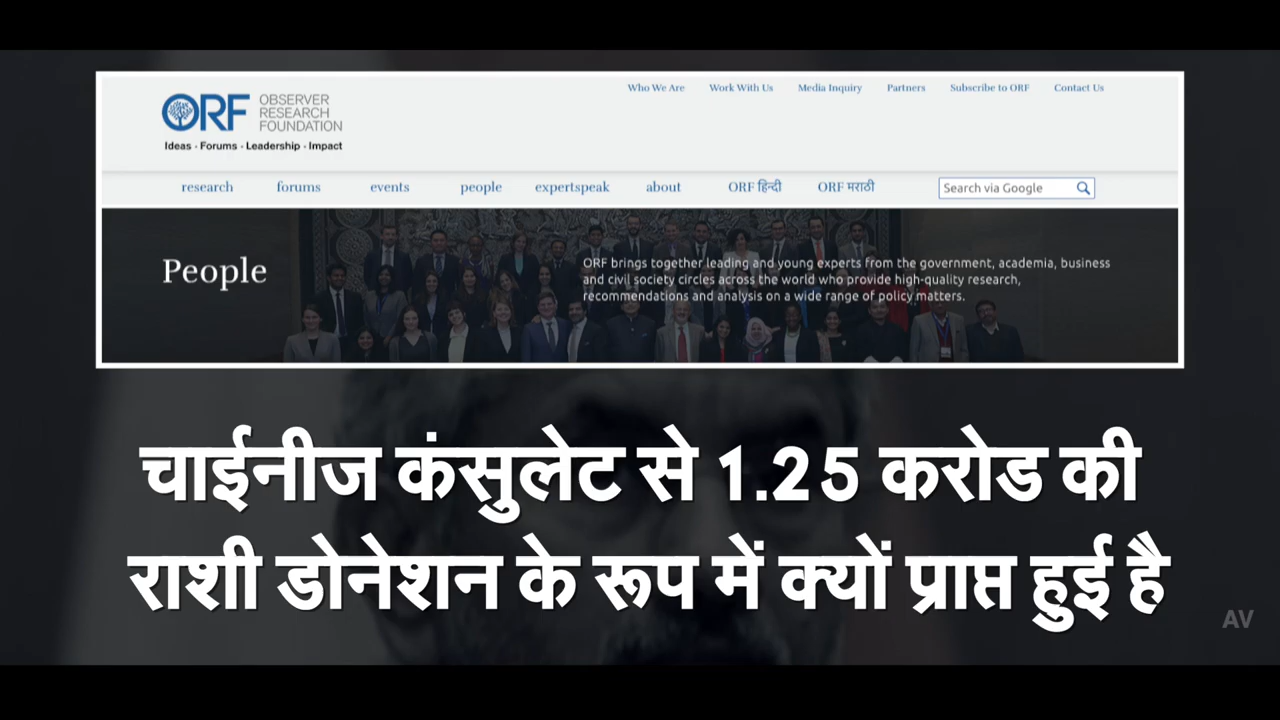 Who We Are Work With Us Media Inquiry Partners Subscribe to ORF Contact Us
ORF OBSERVER
RESEARCH
FOUNDATION
Ideas · Forums · Leadership · Impact
research forums events people expertspeak about ORF हिन्दी ORF मराठी Search via Google
People
ORF brings together leading and young experts from the government, academia, business
and civil society circles across the world who provide high-quality research,
recommendations and analysis on a wide range of policy matters.
चाईनीज कंसुलेट से 1.25 करोड की
राशी डोनेशन के रूप में क्यों प्राप्त हुई है
AV